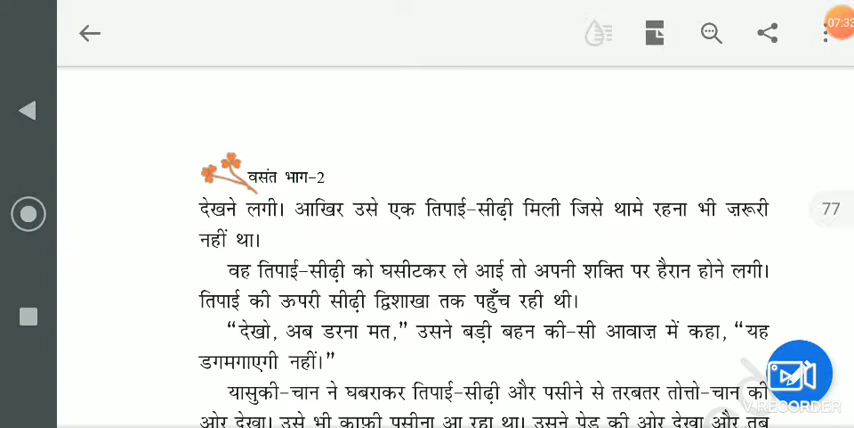 07:33
वसंत भाग-2
देखने लगी। आखिर उसे एक तिपाई-सीढ़ी मिली जिसे थामे रहना भी ज़रूरी
77
नहीं था।
वह तिपाई-सीढ़ी को घसीटकर ले आई तो अपनी शक्ति पर हैरान होने लगी।
तिपाई की ऊपरी सीढ़ी द्विशाखा तक पहुँच रही थी।
“देखो, अब डरना मत,” उसने बड़ी बहन की-सी आवाज़ में कहा, “यह
डगमगाएगी नहीं।”
यासुकी-चान ने घबराकर तिपाई-सीढ़ी और पसीने से तरबतर तोत्तो-चान की
ओर देखा। उसे भी काफ़ी पसीना आ रहा था। उसने पेड़ की ओर देखा और तब
V RECORDER